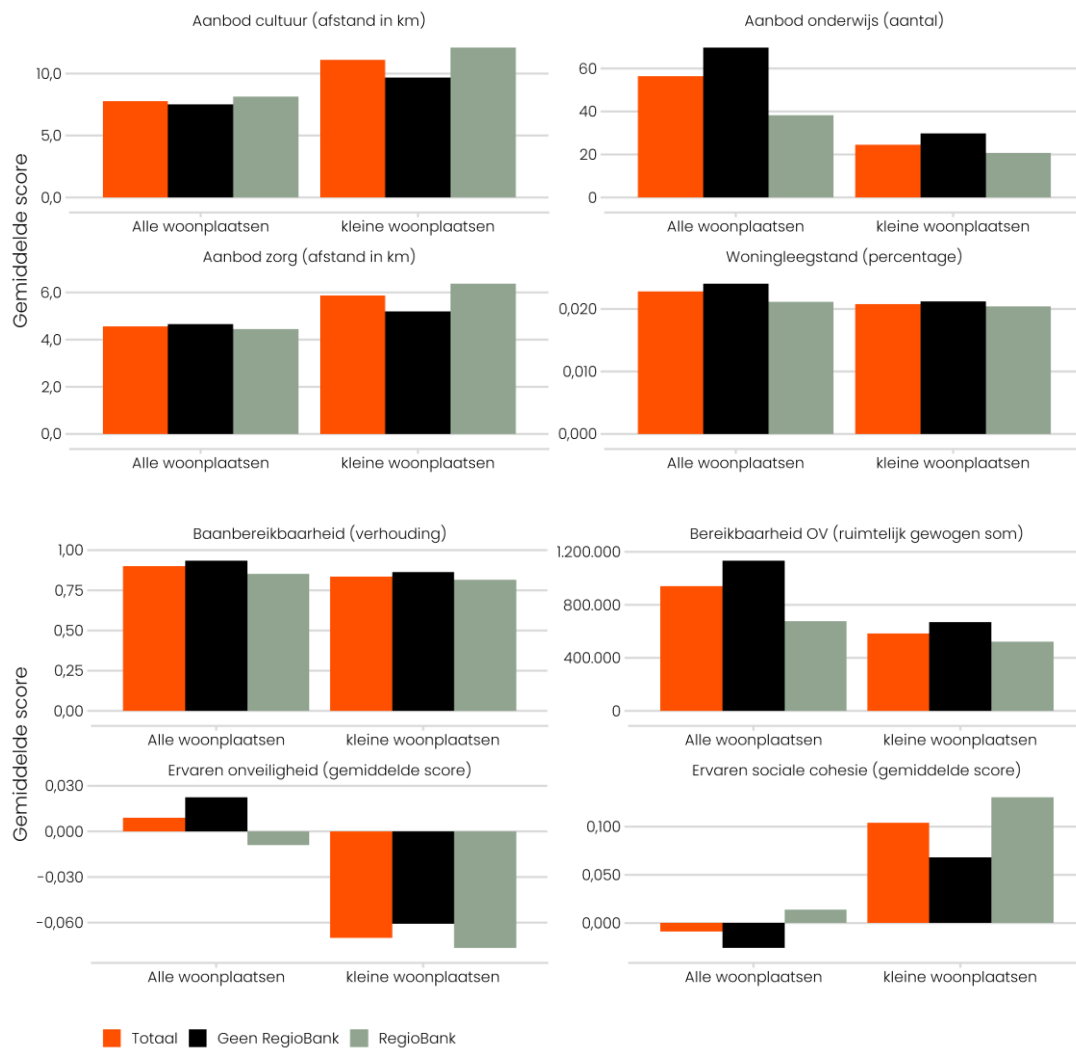 Aanbod cultuur (afstand in km)
Aanbod onderwijs (aantal)
Gemiddelde score
10,0
5,0
0,0
Alle woonplaatsen
kleine woonplaatsen
60
40
20
0
Alle woonplaatsen
kleine woonplaatsen
Aanbod zorg (afstand in km)
Woningleegstand (percentage)
6,0
4,0
2,0
0,0
Alle woonplaatsen
kleine woonplaatsen
0,020
0,010
0,000
Alle woonplaatsen
kleine woonplaatsen
Baanbereikbaarheid (verhouding)
Bereikbaarheid OV (ruimtelijk gewogen som)
Gemiddelde score
1,00
0,75
0,50
0,25
0,00
Alle woonplaatsen
kleine woonplaatsen
1.200.000
800.000
400.000
0
Alle woonplaatsen
kleine woonplaatsen
Ervaren onveiligheid (gemiddelde score)
Ervaren sociale cohesie (gemiddelde score)
0,030
0,000
-0,030
-0,060
Alle woonplaatsen
kleine woonplaatsen
0,100
0,050
0,000
Alle woonplaatsen
kleine woonplaatsen
Totaal
Geen RegioBank
RegioBank